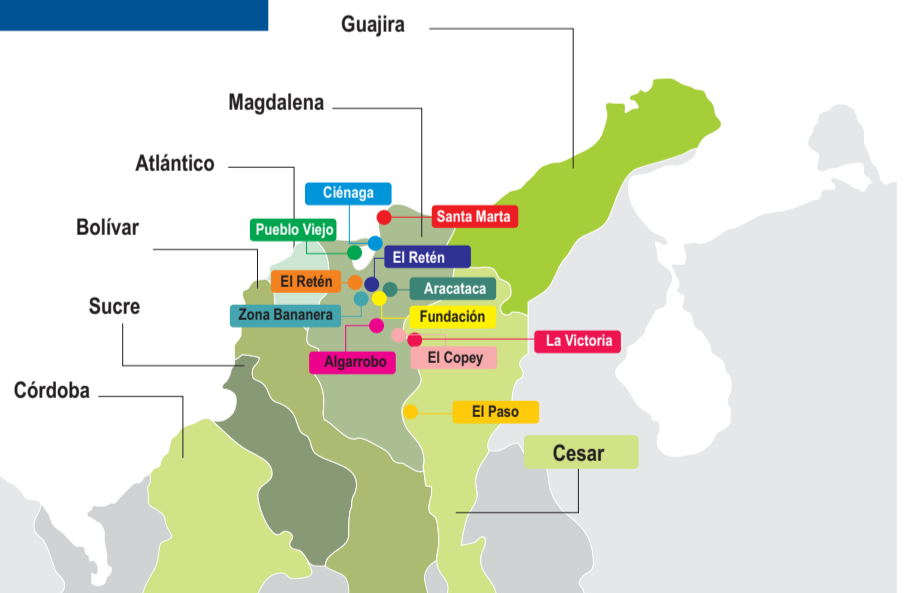 Guajira
Magdalena
Atlántico
Ciénaga
Santa Marta
Bolívar
Pueblo Viejo
El Retén
El Retén
Aracataca
Sucre
Zona Bananera
Fundación
La Victoria
Algarrobo
El Copey
Córdoba
El Paso
Cesar